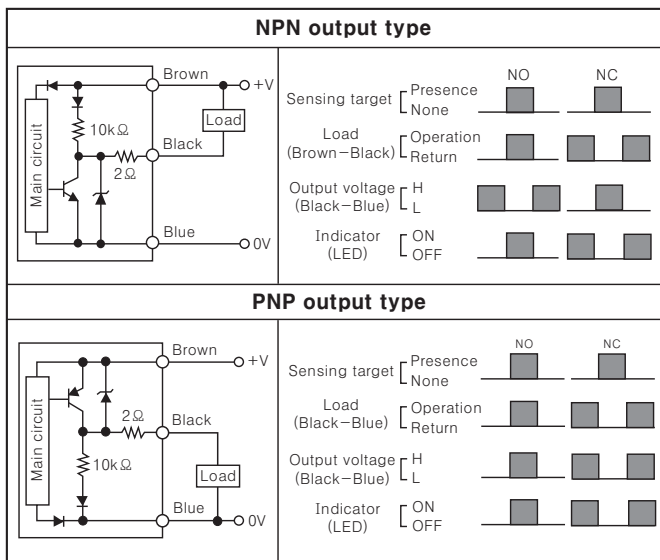 NPN output type
Main circuit
10kΩ
2Ω
Brown
+V
Load
Black
Blue
0V
NO
NC
Sensing target
Presence
None
Load
(Brown-Black)
Operation
Return
Output voltage
(Black-Blue)
H
L
Indicator
(LED)
ON
OFF
PNP output type
Main circuit
10kΩ
2Ω
Brown
+V
Black
Load
Blue
0V
NO
NC
Sensing target
Presence
None
Load
(Black-Blue)
Operation
Return
Output voltage
(Black-Blue)
H
L
Indicator
(LED)
ON
OFF